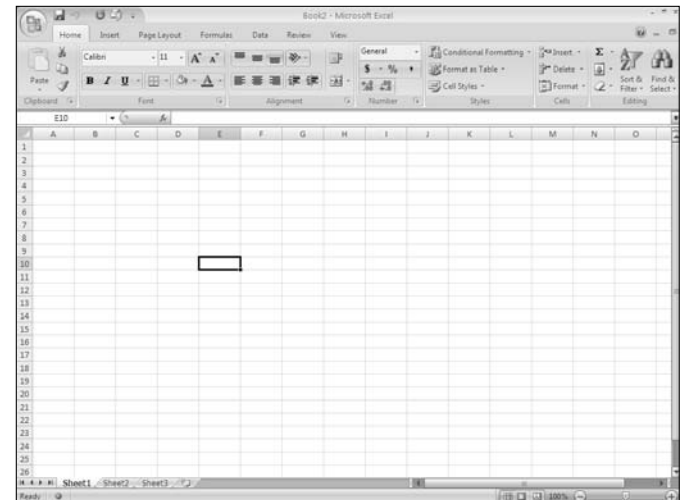 Book2 - Microsoft Excel
Home Insert Page Layout Formulas Data Review View
Calibri 11 A A General Conditional Formatting Insert Σ
Paste B I U A $ % , Format as Table Delete Sort & Find &
Cell Styles Format Filter Select
Clipboard Font Alignment Number Styles Cells Editing
E10 fx
A B C D E F G H I J K L M N O
1
2
3
4
5
6
7
8
9
10
11
12
13
14
15
16
17
18
19
20
21
22
23
24
25
26
Sheet1 Sheet2 Sheet3
Ready 100%